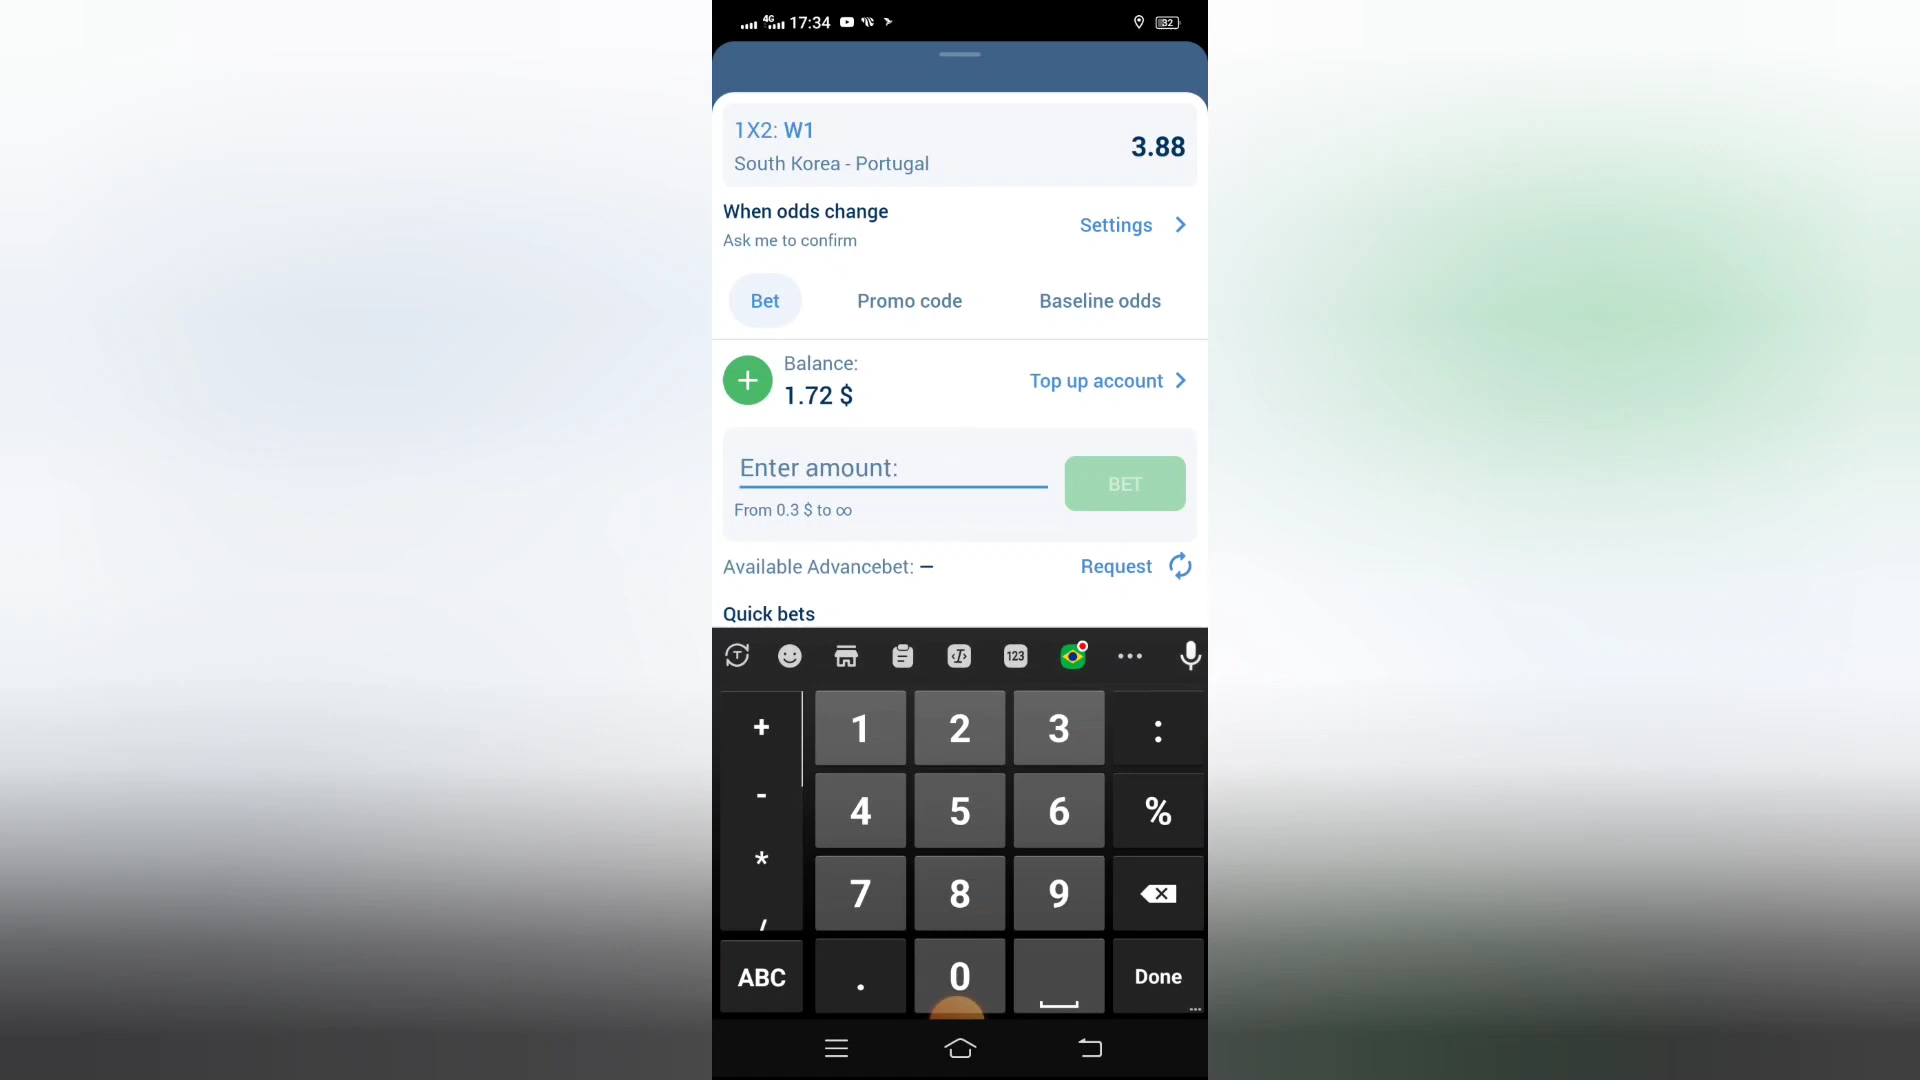 4G 17:34 32
1X2: W1
South Korea - Portugal
3.88
When odds change
Ask me to confirm
Settings
Bet
Promo code
Baseline odds
Balance:
1.72 $
Top up account
Enter amount:
BET
From 0.3 $ to ∞
Available Advancebet: –
Request
Quick bets
123
+ 1 2 3 :
- 4 5 6 %
* 7 8 9
/
ABC . 0 Done